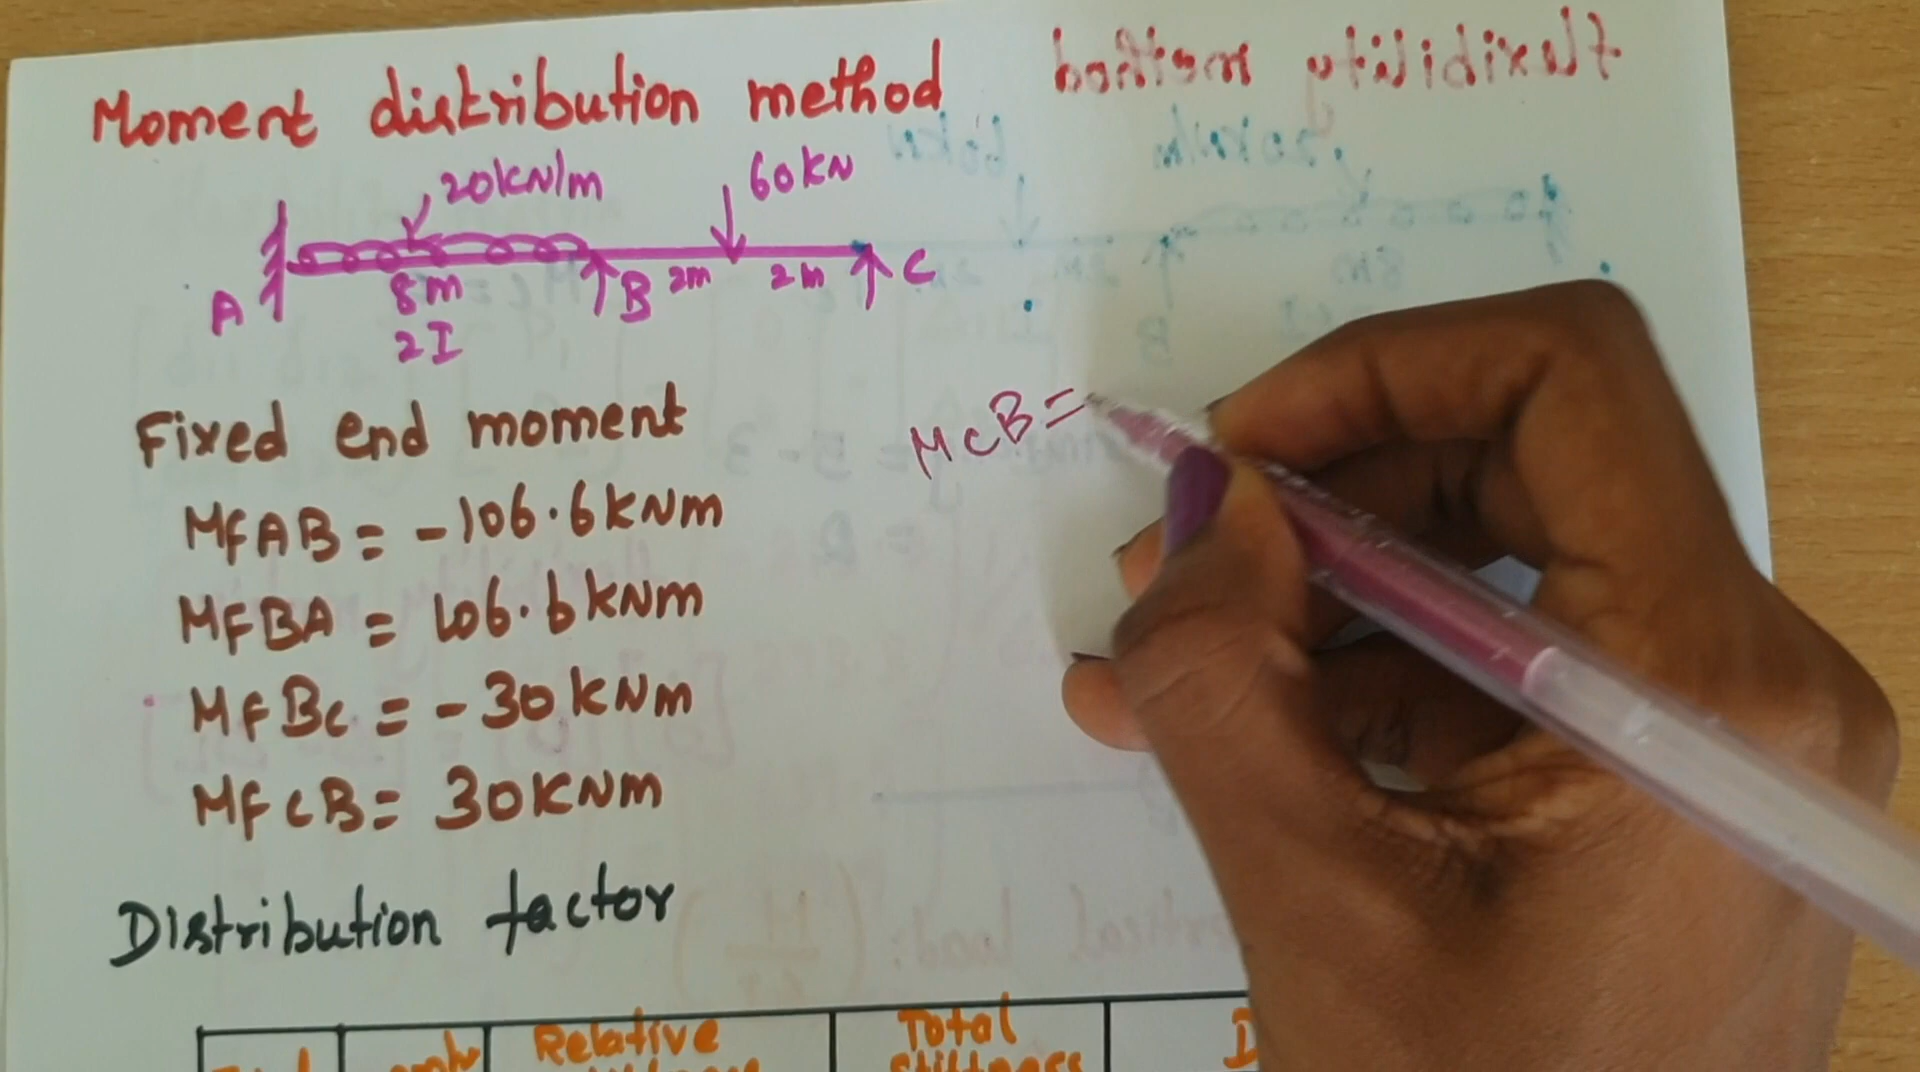 Moment distribution method
20kN/m
60kN
A
8m
B
2m
2m
C
2I
Fixed end moment
MCB=
MFAB = -106.6kNm
MFBA = 106.6kNm
MFBC = -30kNm
MFCB = 30kNm
Distribution factor
Relative
Total
stiffness